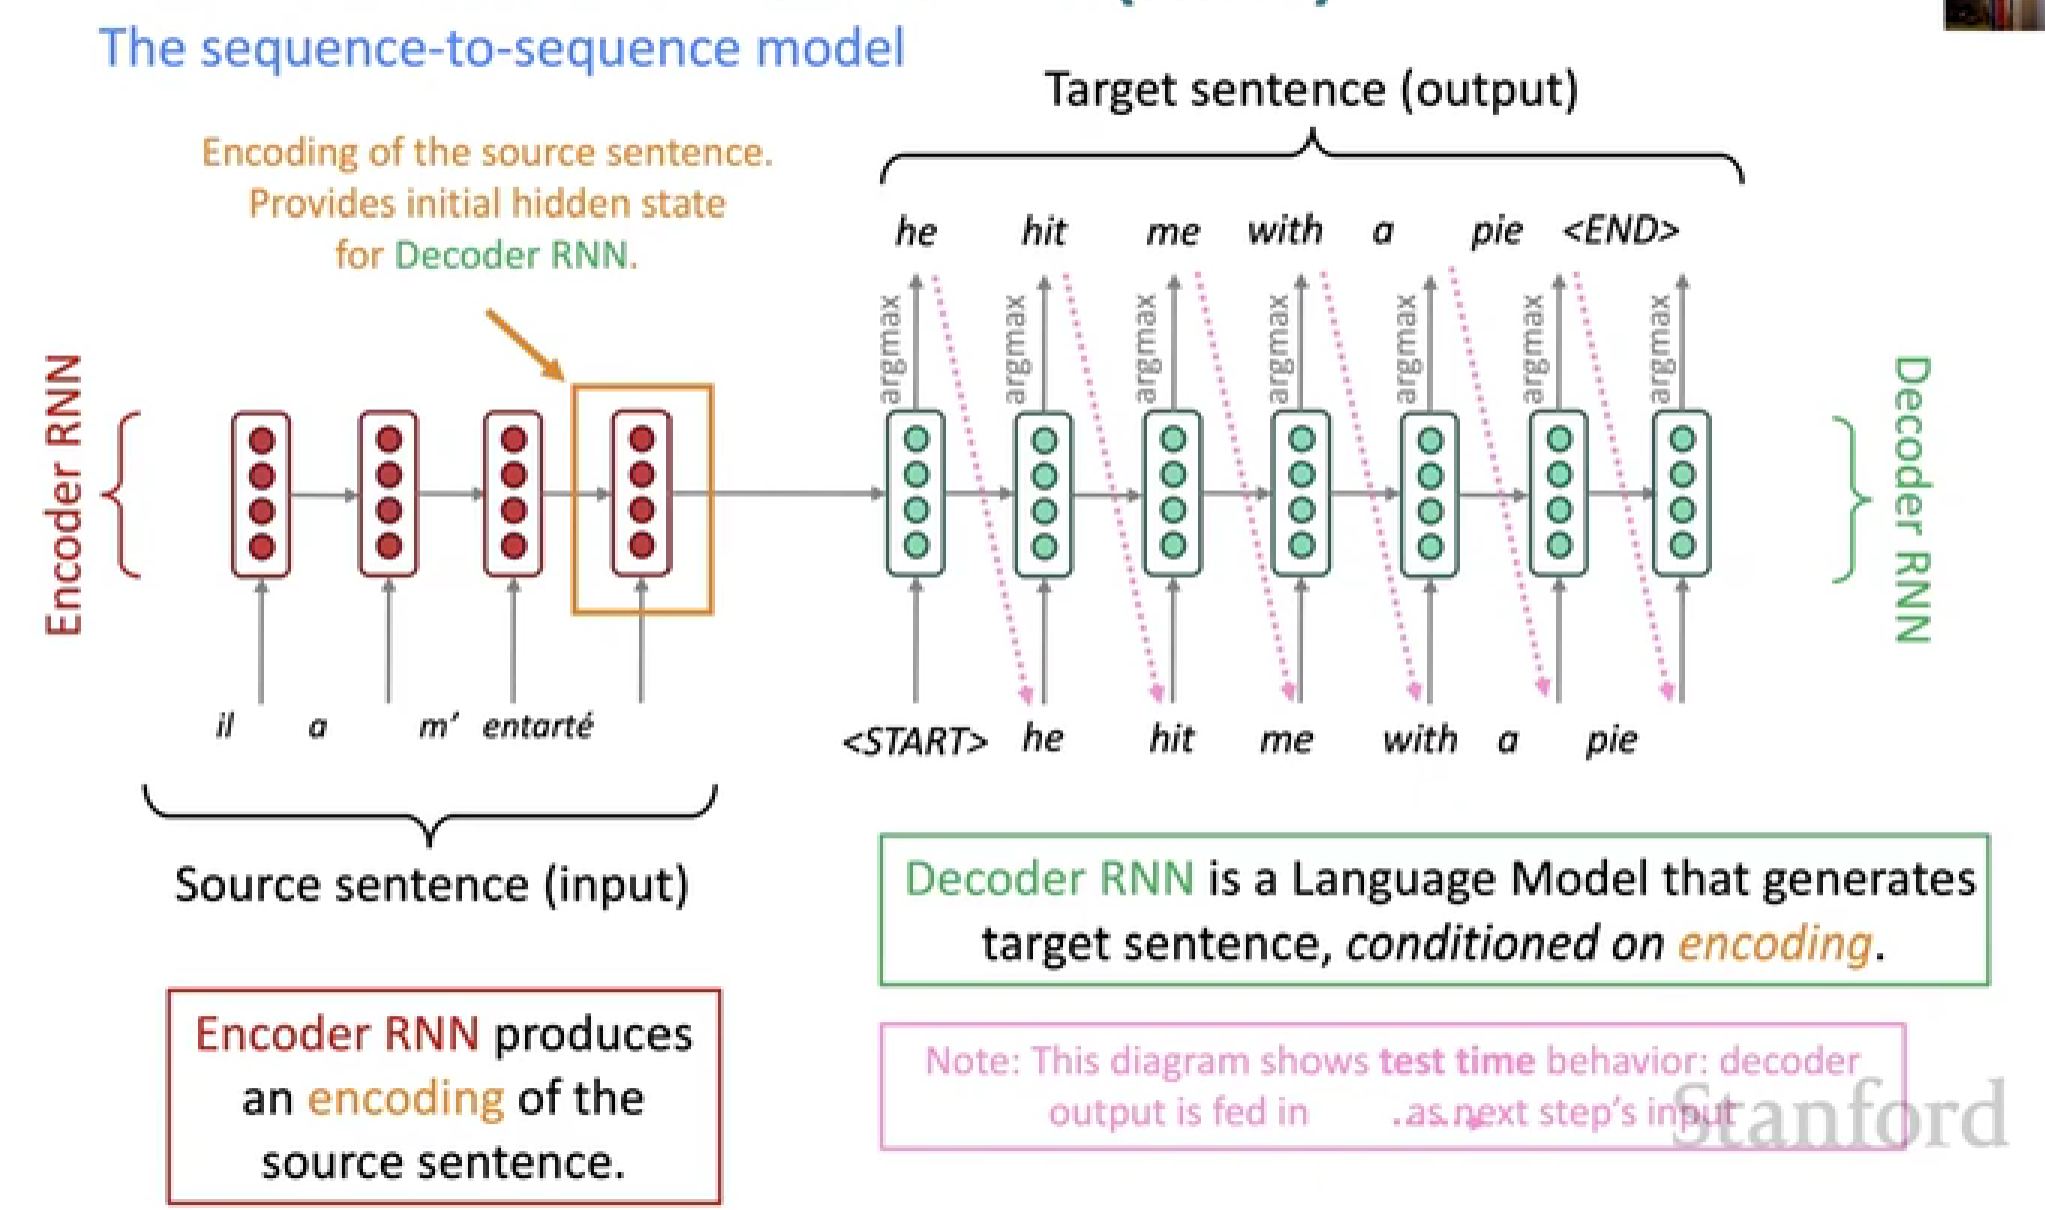 The sequence-to-sequence model
Target sentence (output)
Encoding of the source sentence.
Provides initial hidden state
for Decoder RNN.
he hit me with a pie <END>
argmax argmax argmax argmax argmax argmax argmax
Encoder RNN
Decoder RNN
il a m’ entarté
<START> he hit me with a pie
Source sentence (input)
Decoder RNN is a Language Model that generates
target sentence, conditioned on encoding.
Encoder RNN produces
an encoding of the
source sentence.
Note: This diagram shows test time behavior: decoder
output is fed in as next step’s input
Stanford